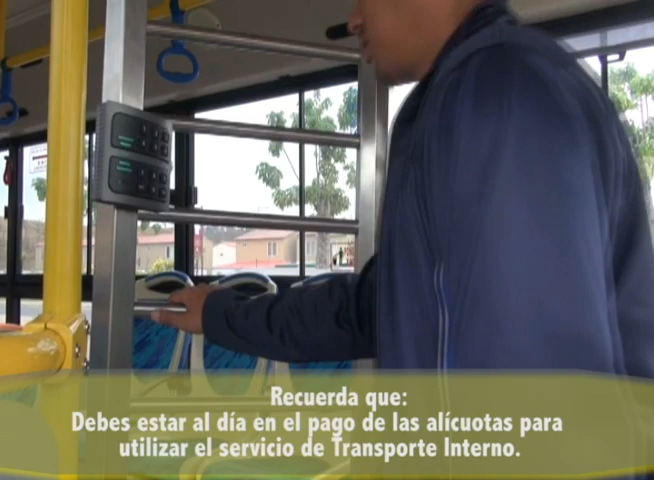 Recuerda que:
Debes estar al día en el pago de las alícuotas para
utilizar el servicio de Transporte Interno.